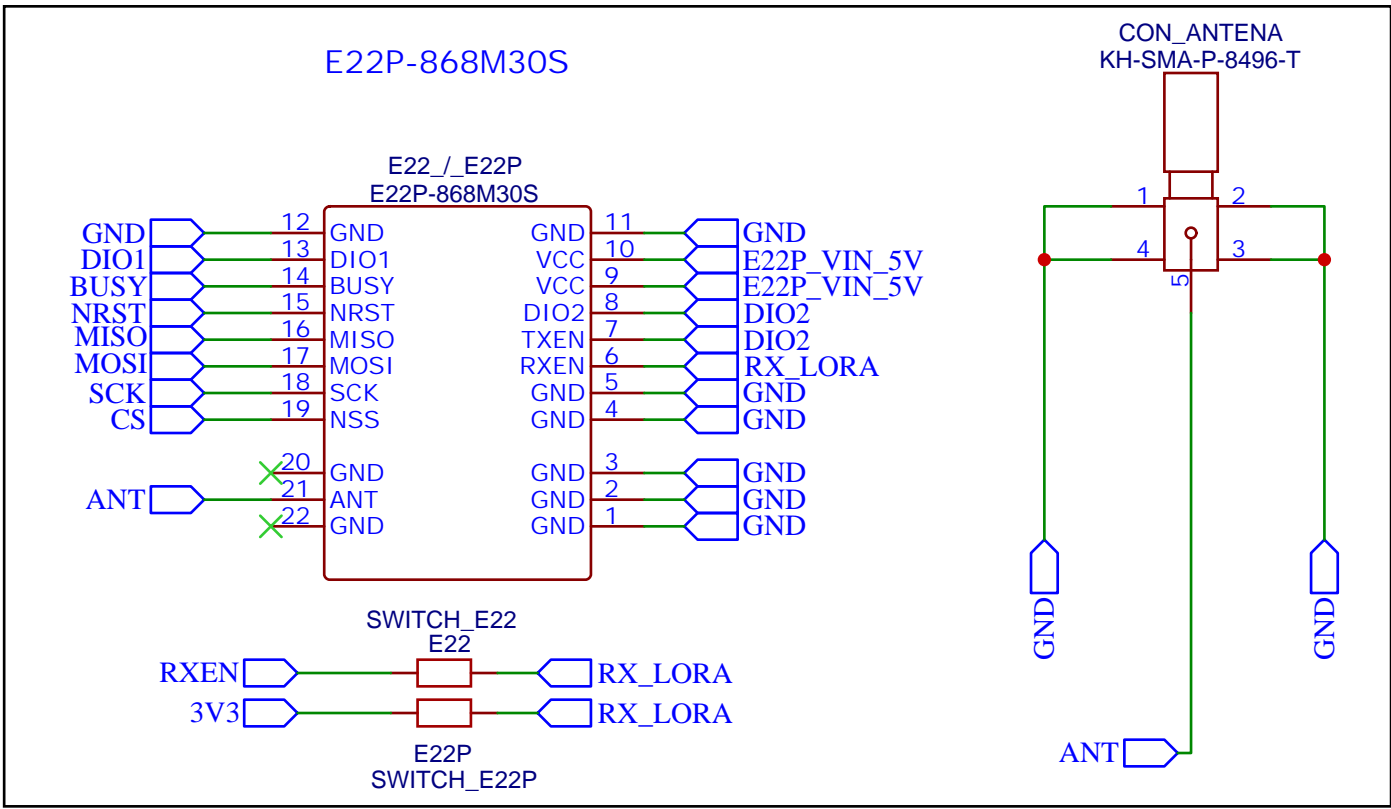 CON_ANTENA
KH-SMA-P-8496-T
E22P-868M30S
E22_/_E22P
E22P-868M30S
GND 12 GND GND 11 GND
DIO1 13 DIO1 VCC 10 E22P_VIN_5V
BUSY 14 BUSY VCC 9 E22P_VIN_5V
NRST 15 NRST DIO2 8 DIO2
MISO 16 MISO TXEN 7 DIO2
MOSI 17 MOSI RXEN 6 RX_LORA
SCK 18 SCK GND 5 GND
CS 19 NSS GND 4 GND
20 GND GND 3 GND
ANT 21 ANT GND 2 GND
22 GND GND 1 GND
1 2
4 3
5
GND GND
ANT
SWITCH_E22
E22
RXEN RX_LORA
3V3 RX_LORA
E22P
SWITCH_E22P